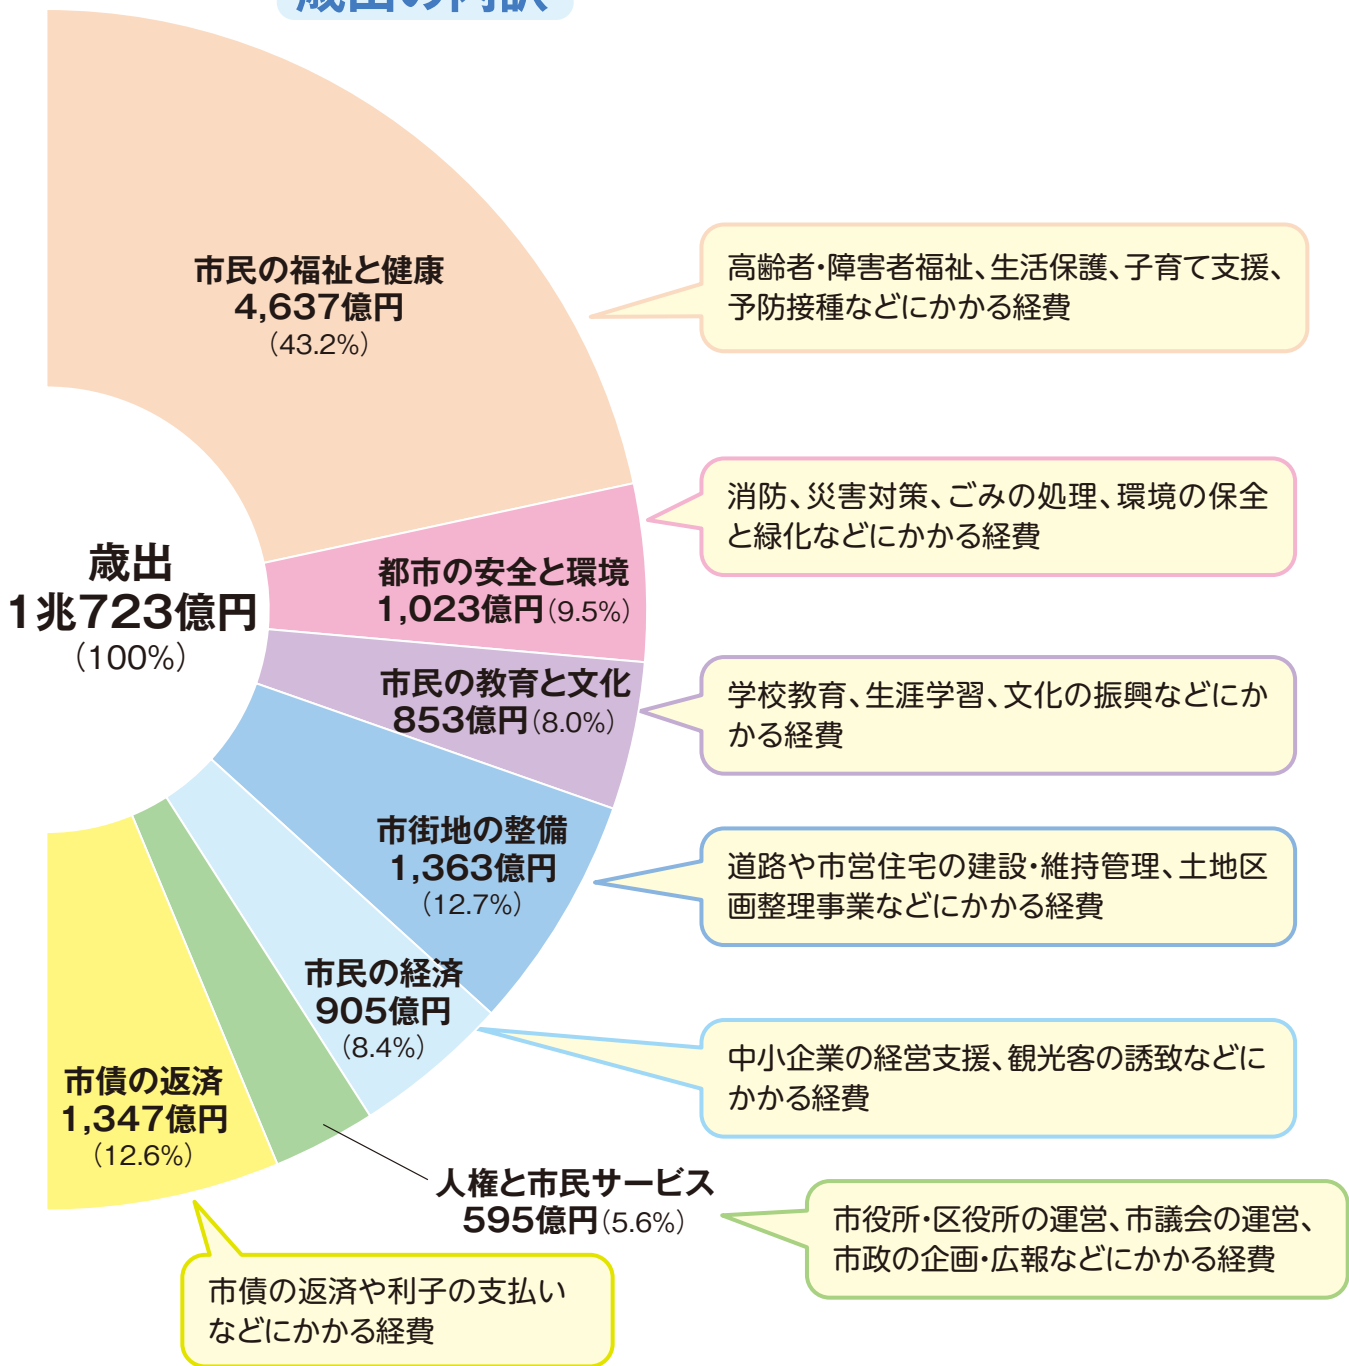 歳出の内訳
市民の福祉と健康
4,637億円
(43.2%)
高齢者・障害者福祉、生活保護、子育て支援、
予防接種などにかかる経費
歳出
1兆723億円
(100%)
都市の安全と環境
1,023億円(9.5%)
消防、災害対策、ごみの処理、環境の保全
と緑化などにかかる経費
市民の教育と文化
853億円(8.0%)
学校教育、生涯学習、文化の振興などにか
かる経費
市街地の整備
1,363億円
(12.7%)
道路や市営住宅の建設・維持管理、土地区
画整理事業などにかかる経費
市民の経済
905億円
(8.4%)
中小企業の経営支援、観光客の誘致などに
かかる経費
市債の返済
1,347億円
(12.6%)
人権と市民サービス
595億円(5.6%)
市役所・区役所の運営、市議会の運営、
市政の企画・広報などにかかる経費
市債の返済や利子の支払い
などにかかる経費